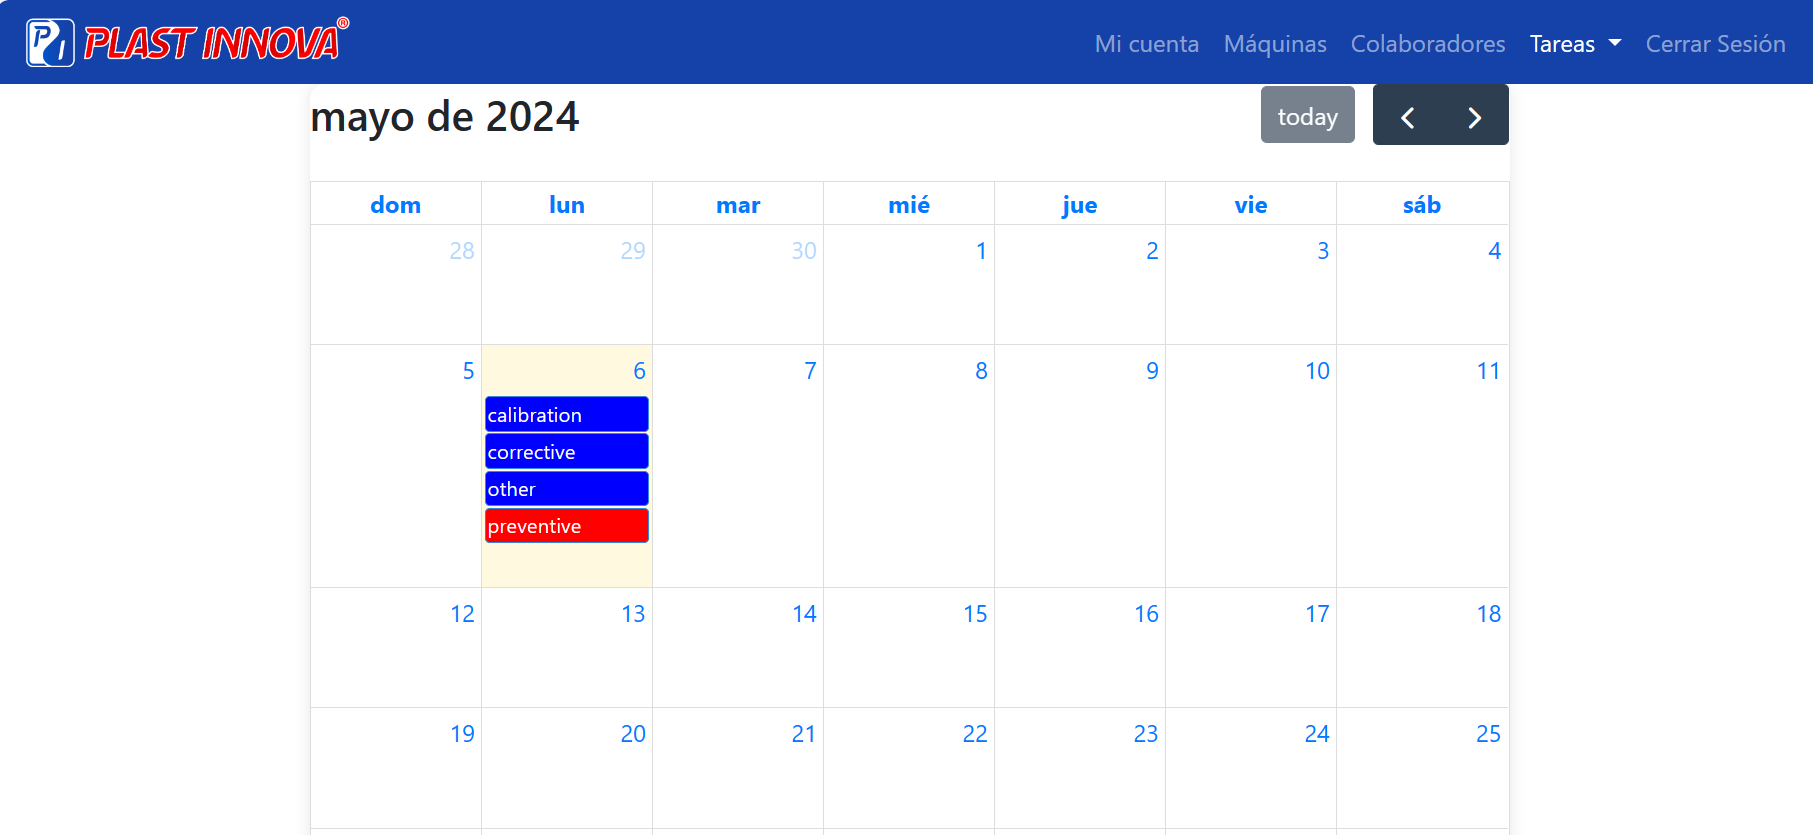 PI PLAST INNOVA® Mi cuenta Máquinas Colaboradores Tareas Cerrar Sesión
mayo de 2024 today
dom lun mar mié jue vie sáb
28 29 30 1 2 3 4
5 6 7 8 9 10 11
calibration
corrective
other
preventive
12 13 14 15 16 17 18
19 20 21 22 23 24 25